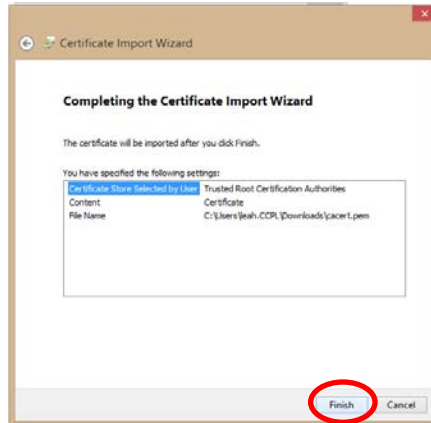 Certificate Import Wizard
Completing the Certificate Import Wizard
The certificate will be imported after you click Finish.
You have specified the following settings:
Certificate Store Selected by User Trusted Root Certification Authorities
Content Certificate
File Name C:\Users\leah.CCPL\Downloads\cacert.pem
Finish Cancel